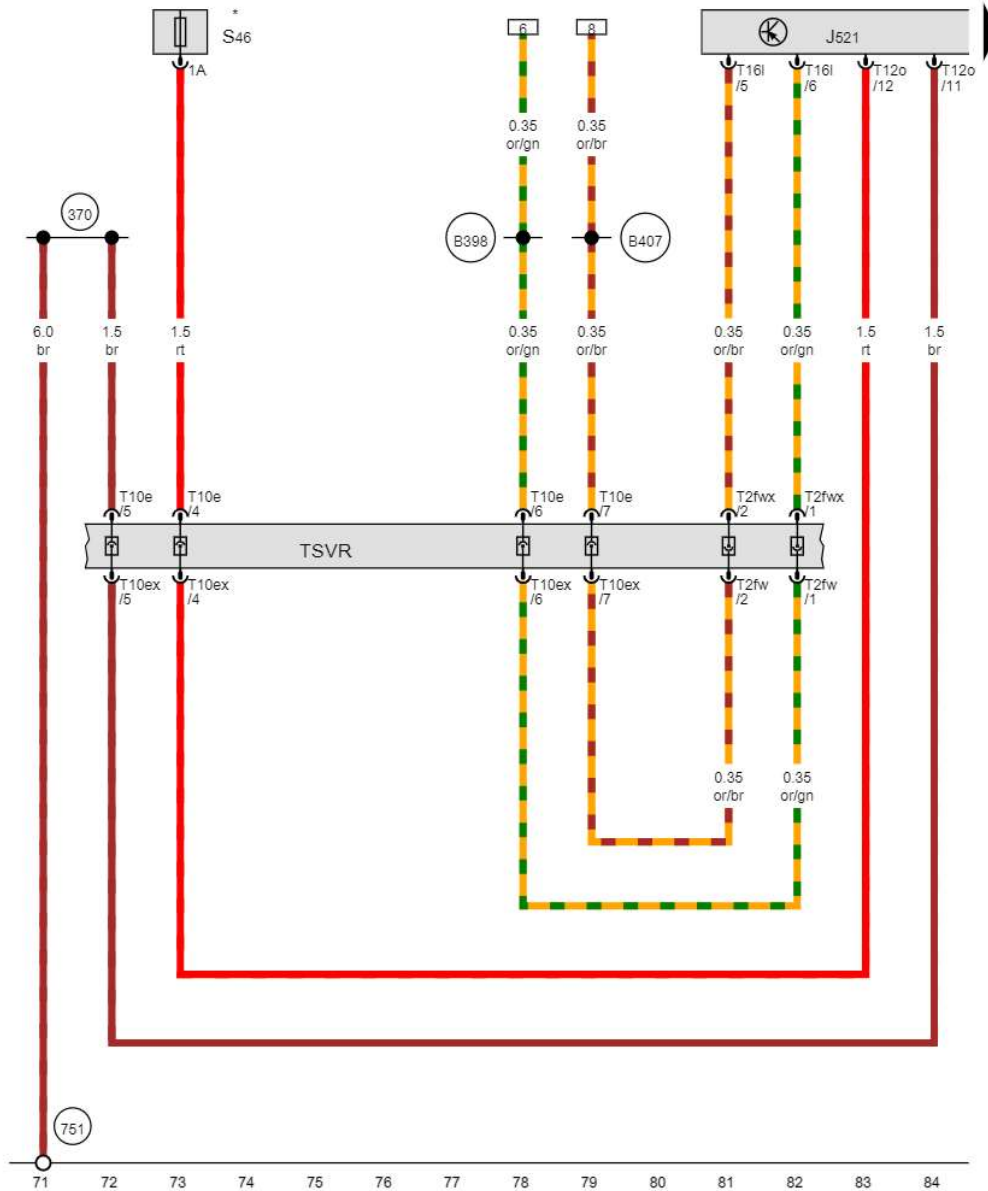 *
S46
1A
6
8
J521
T16l
/5
T16l
/6
T12o
/12
T12o
/11
0.35
or/gn
0.35
or/br
370
B398
B407
6.0
br
1.5
br
1.5
rt
0.35
or/gn
0.35
or/br
0.35
or/br
0.35
or/gn
1.5
rt
1.5
br
T10e
/5
T10e
/4
T10e
/6
T10e
/7
T2fwx
/2
T2fwx
/1
TSVR
T10ex
/5
T10ex
/4
T10ex
/6
T10ex
/7
T2fw
/2
T2fw
/1
0.35
or/br
0.35
or/gn
751
71 72 73 74 75 76 77 78 79 80 81 82 83 84